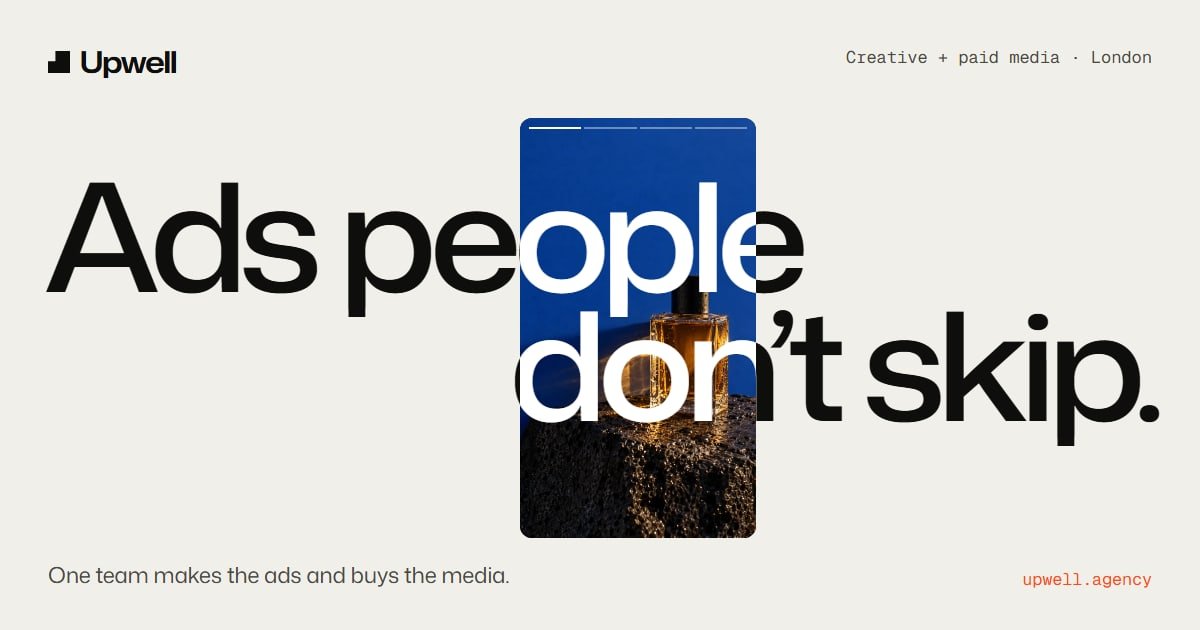 Upwell
Creative + paid media · London
Ads people
don’t skip.
One team makes the ads and buys the media.
upwell.agency